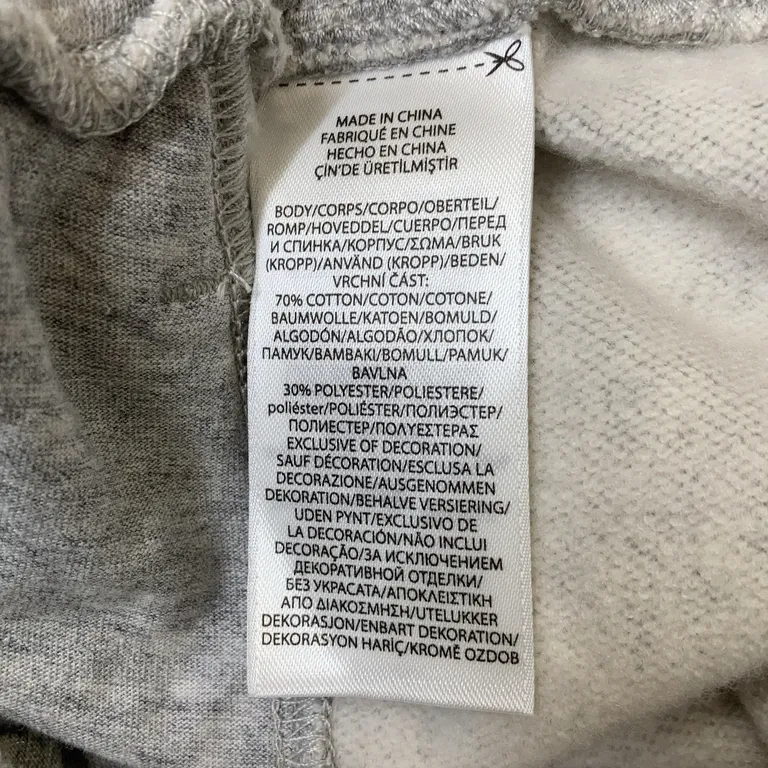 MADE IN CHINA
FABRIQUÉ EN CHINE
HECHO EN CHINA
ÇİN'DE ÜRETİLMİŞTİR
BODY/CORPS/CORPO/OBERTEIL/
ROMP/HOVEDDEL/CUERPO/ПЕРЕД
И СПИНКА/КОРПУС/ΣΩΜΑ/BRUK
(KROPP)/ANVÄND (KROPP)/BEDEN/
VRCHNÍ ČÁST:
70% COTTON/COTON/COTONE/
BAUMWOLLE/KATOEN/BOMULD/
ALGODÓN/ALGODÃO/ХЛОПОК/
ПАМУК/ΒΑΜΒΑΚΙ/BOMULL/PAMUK/
BAVLNA
30% POLYESTER/POLIESTERE/
poliéster/POLIÉSTER/ПОЛИЭСТЕР/
ПОЛИЕСТЕР/ΠΟΛΥΕΣΤΕΡΑΣ
EXCLUSIVE OF DECORATION/
SAUF DÉCORATION/ESCLUSA LA
DECORAZIONE/AUSGENOMMEN
DEKORATION/BEHALVE VERSIERING/
UDEN PYNT/EXCLUSIVO DE
LA DECORACIÓN/NÃO INCLUI
DECORAÇÃO/ЗА ИСКЛЮЧЕНИЕМ
ДЕКОРАТИВНОЙ ОТДЕЛКИ/
БЕЗ УКРАСАТА/ΑΠΟΚΛΕΙΣΤΙΚΗ
ΑΠΟ ΔΙΑΚΟΣΜΗΣΗ/UTELUKKER
DEKORASJON/ENBART DEKORATION/
DEKORASYON HARİÇ/KROMĚ OZDOB